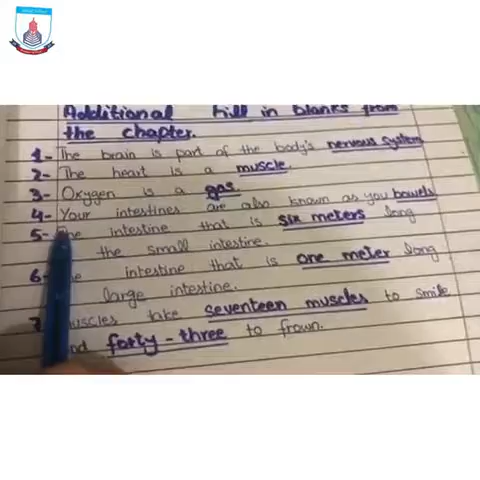 Additional fill in blanks from
the chapter.
1- The brain is part of the body's nervous system
2- The heart is a muscle.
3- Oxygen is a gas.
4- Your intestines are also known as you bowels
5- The intestine that is six meters long
the small intestine.
6- intestine that is one meter long
large intestine.
muscles take seventeen muscles to smile
and forty-three to frown.